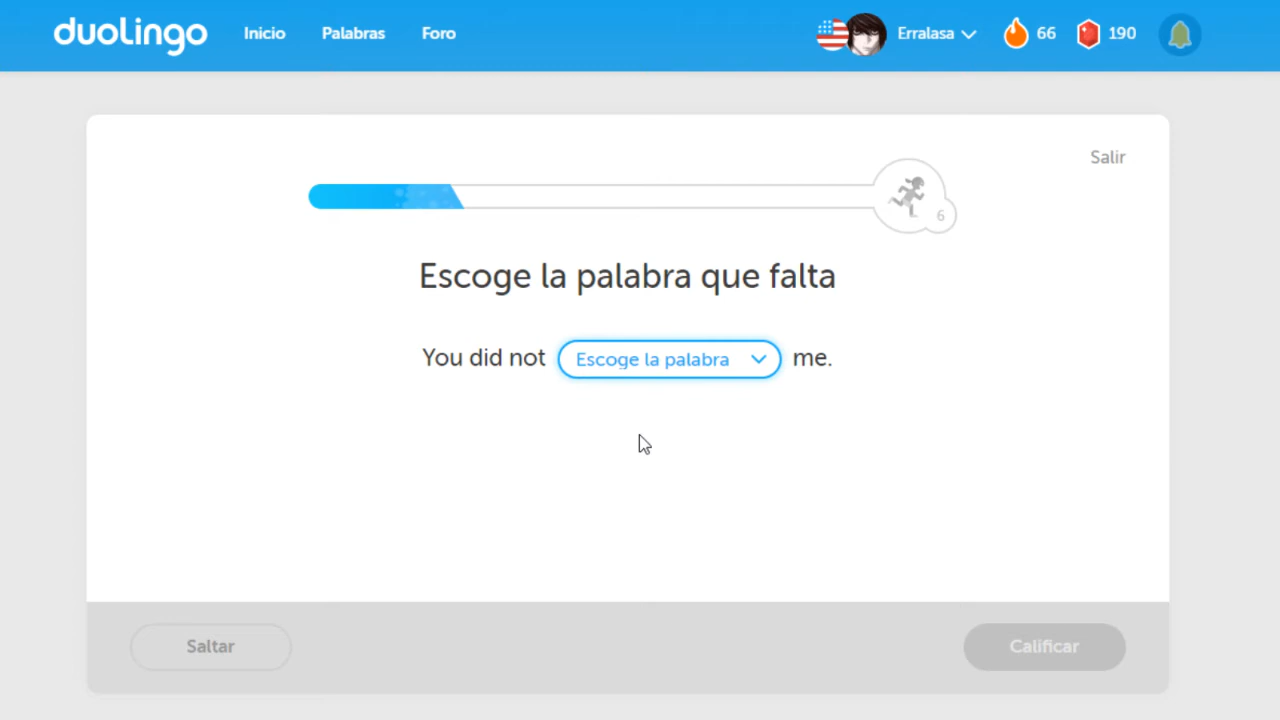 duolingo Inicio Palabras Foro Erralasa 66 190
Salir
6
Escoge la palabra que falta
You did not Escoge la palabra me.
Saltar Calificar